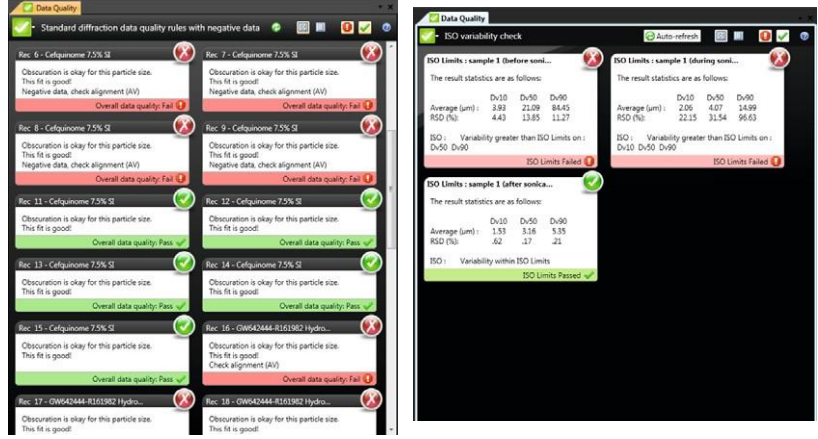 Data Quality
Standard diffraction data quality rules with negative data
Rec 6 - Cefquinome 7.5% SI
Obscuration is okay for this particle size.
This fit is good!
Negative data, check alignment (AV)
Overall data quality: Fail
Rec 7 - Cefquinome 7.5% SI
Obscuration is okay for this particle size.
This fit is good!
Negative data, check alignment (AV)
Overall data quality: Fail
Rec 8 - Cefquinome 7.5% SI
Obscuration is okay for this particle size.
This fit is good!
Negative data, check alignment (AV)
Overall data quality: Fail
Rec 9 - Cefquinome 7.5% SI
Obscuration is okay for this particle size.
This fit is good!
Negative data, check alignment (AV)
Overall data quality: Fail
Rec 11 - Cefquinome 7.5% SI
Obscuration is okay for this particle size.
This fit is good!
Overall data quality: Pass
Rec 12 - Cefquinome 7.5% SI
Obscuration is okay for this particle size.
This fit is good!
Overall data quality: Pass
Rec 13 - Cefquinome 7.5% SI
Obscuration is okay for this particle size.
This fit is good!
Overall data quality: Pass
Rec 14 - Cefquinome 7.5% SI
Obscuration is okay for this particle size.
This fit is good!
Overall data quality: Pass
Rec 15 - Cefquinome 7.5% SI
Obscuration is okay for this particle size.
This fit is good!
Overall data quality: Pass
Rec 16 - GW642444-R161982 Hydro...
Obscuration is okay for this particle size.
This fit is good!
Check alignment (AV)
Overall data quality: Fail
Rec 17 - GW642444-R161982 Hydro...
Obscuration is okay for this particle size.
This fit is good!
Rec 18 - GW642444-R161982 Hydro...
Obscuration is okay for this particle size.
This fit is good!
Data Quality
ISO variability check
Auto-refresh
ISO Limits : sample 1 (before soni...
The result statistics are as follows:
Dv10 Dv50 Dv90
Average (µm) : 3.93 21.09 84.45
RSD (%): 4.43 13.85 11.27
ISO : Variability greater than ISO Limits on :
Dv50 Dv90
ISO Limits Failed
ISO Limits : sample 1 (during soni...
The result statistics are as follows:
Dv10 Dv50 Dv90
Average (µm) : 2.06 4.07 14.99
RSD (%): 22.15 31.54 96.63
ISO : Variability greater than ISO Limits on :
Dv10 Dv50 Dv90
ISO Limits Failed
ISO Limits : sample 1 (after sonica...
The result statistics are as follows:
Dv10 Dv50 Dv90
Average (µm) : 1.53 3.16 5.35
RSD (%): .62 .17 .21
ISO : Variability within ISO Limits
ISO Limits Passed